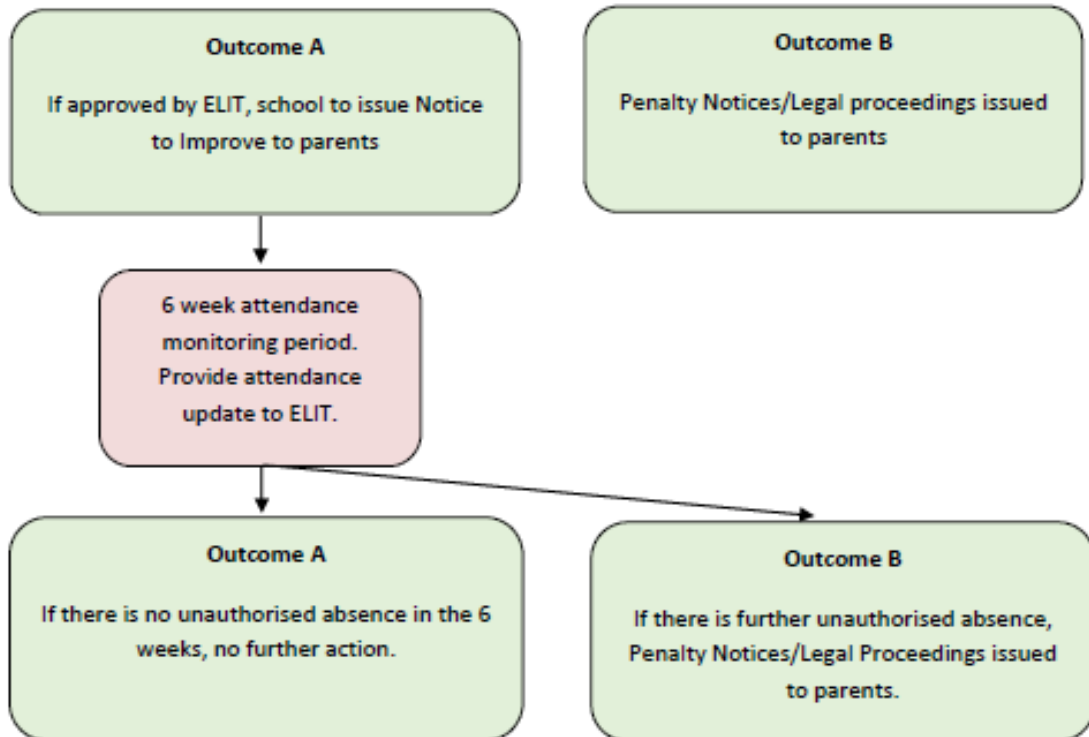 Outcome A
If approved by ELIT, school to issue Notice
to Improve to parents
Outcome B
Penalty Notices/Legal proceedings issued
to parents
6 week attendance
monitoring period.
Provide attendance
update to ELIT.
Outcome A
If there is no unauthorised absence in the 6
weeks, no further action.
Outcome B
If there is further unauthorised absence,
Penalty Notices/Legal Proceedings issued
to parents.